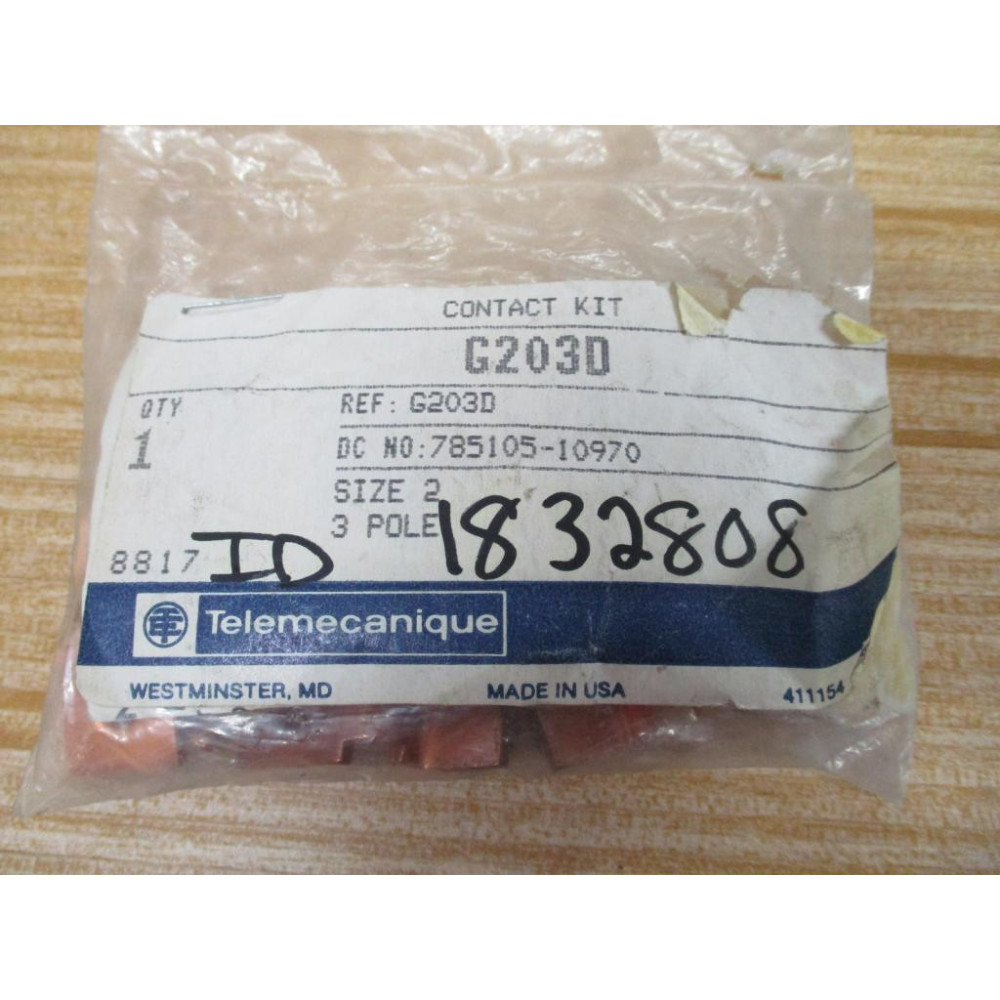 CONTACT KIT
G203D
QTY
1
REF: G203D
DC NO:785105-10970
SIZE 2
3 POLE
8817
ID 1832808
Telemecanique
WESTMINSTER, MD MADE IN USA 411154